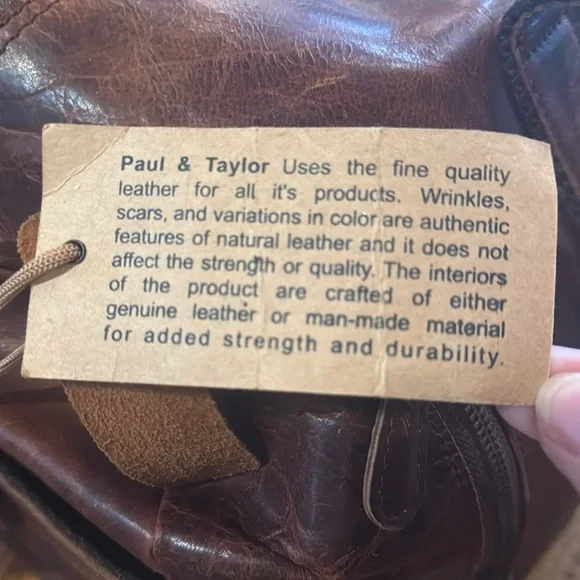 Paul & Taylor Uses the fine quality
leather for all it's products. Wrinkles,
scars, and variations in color are authentic
features of natural leather and it does not
affect the strength or quality. The interiors
of the product are crafted of either
genuine leather or man-made material
for added strength and durability.